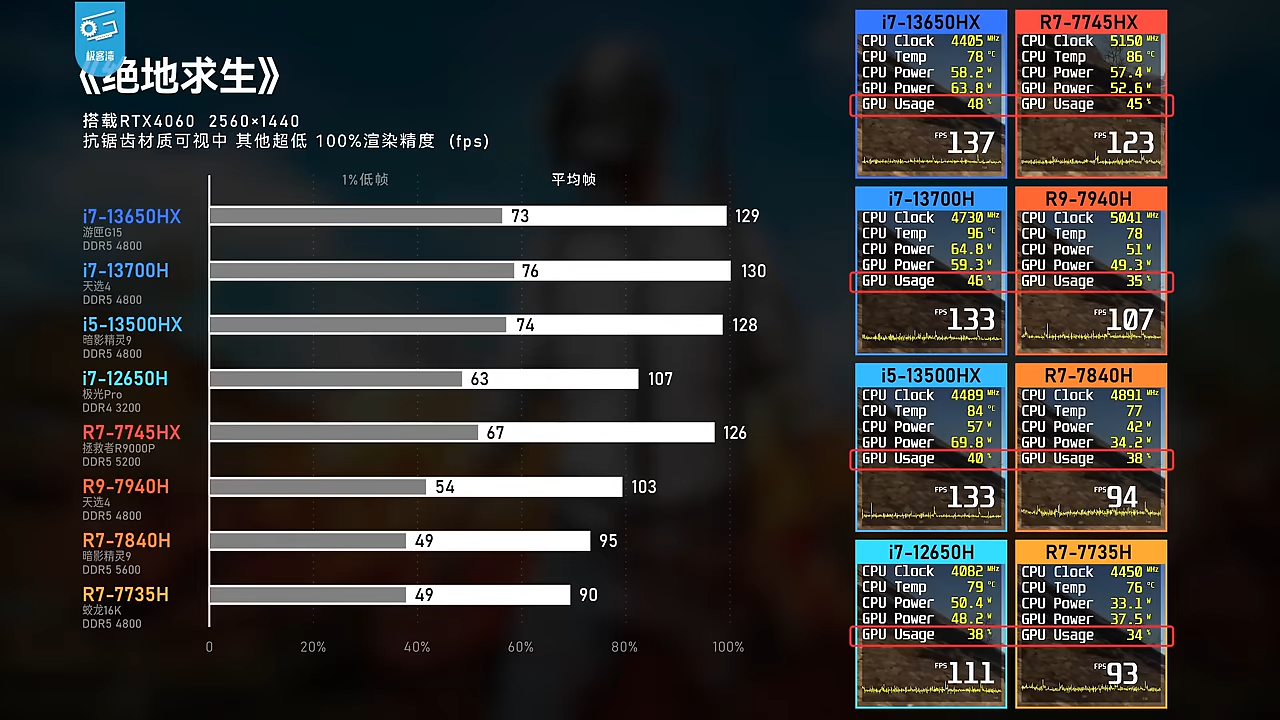 极客湾
《绝地求生》
搭载RTX4060 2560×1440
抗锯齿材质可视中 其他超低 100%渲染精度 (fps)
1%低帧 平均帧
i7-13650HX
游匣G15
DDR5 4800
73 129
i7-13700H
天选4
DDR5 4800
76 130
i5-13500HX
暗影精灵9
DDR5 4800
74 128
i7-12650H
极光Pro
DDR4 3200
63 107
R7-7745HX
拯救者R9000P
DDR5 5200
67 126
R9-7940H
天选4
DDR5 4800
54 103
R7-7840H
暗影精灵9
DDR5 5600
49 95
R7-7735H
蛟龙16K
DDR5 4800
49 90
0 20% 40% 60% 80% 100%
i7-13650HX
CPU Clock 4405 MHz
CPU Temp 78 °C
CPU Power 58.2 W
GPU Power 63.8 W
GPU Usage 48 %
FPS 137
R7-7745HX
CPU Clock 5150 MHz
CPU Temp 86 °C
CPU Power 57.4 W
GPU Power 52.6 W
GPU Usage 45 %
FPS 123
i7-13700H
CPU Clock 4730 MHz
CPU Temp 96 °C
CPU Power 64.8 W
GPU Power 59.3 W
GPU Usage 46 %
FPS 133
R9-7940H
CPU Clock 5041 MHz
CPU Temp 78
CPU Power 51 W
GPU Power 49.3 W
GPU Usage 35 %
FPS 107
i5-13500HX
CPU Clock 4489 MHz
CPU Temp 84 °C
CPU Power 57 W
GPU Power 69.8 W
GPU Usage 40 %
FPS 133
R7-7840H
CPU Clock 4891 MHz
CPU Temp 77
CPU Power 42 W
GPU Power 34.2 W
GPU Usage 38 %
FPS 94
i7-12650H
CPU Clock 4082 MHz
CPU Temp 79 °C
CPU Power 50.4 W
GPU Power 48.2 W
GPU Usage 38 %
FPS 111
R7-7735H
CPU Clock 4450 MHz
CPU Temp 76 °C
CPU Power 33.1 W
GPU Power 37.5 W
GPU Usage 34 %
FPS 93